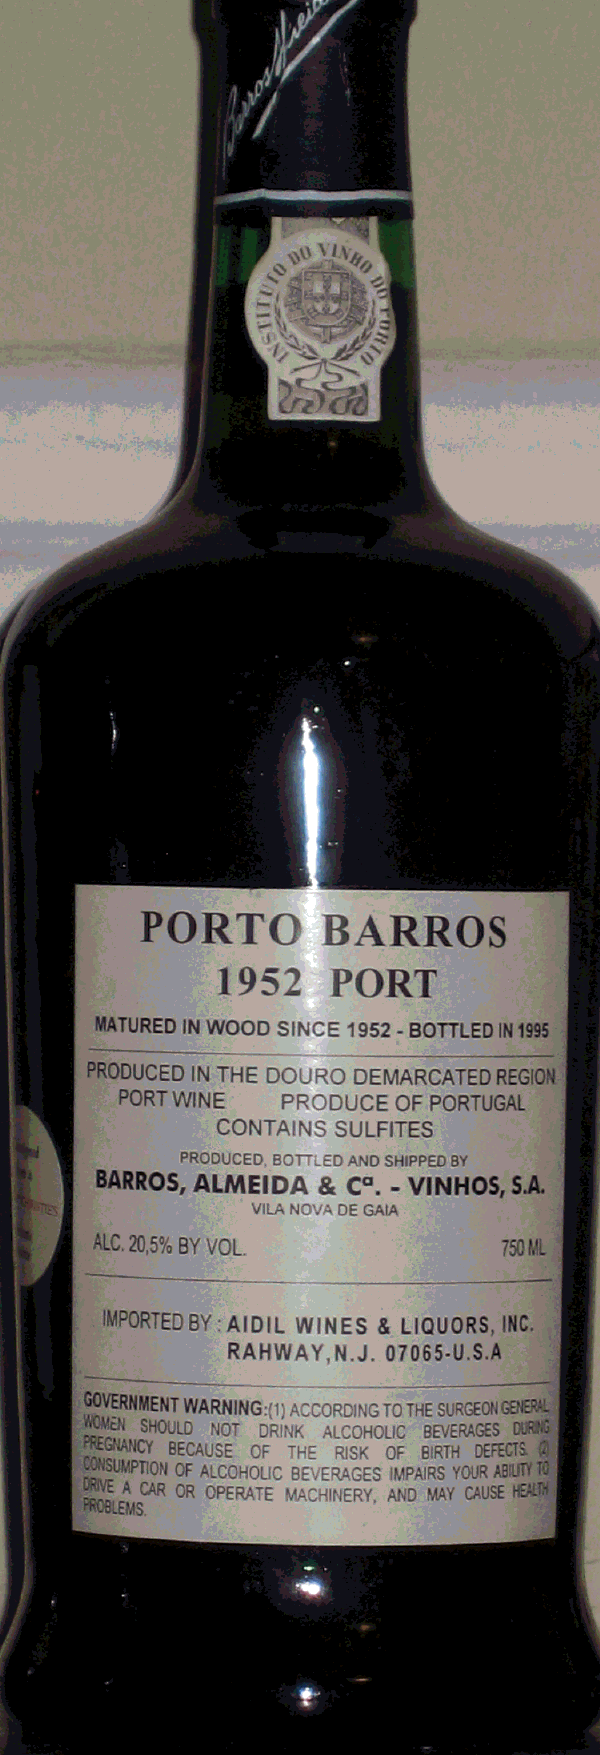 Barros Almeida
INSTITUTO DO VINHO DO PORTO
PORTO BARROS
1952 PORT
MATURED IN WOOD SINCE 1952 - BOTTLED IN 1995
PRODUCED IN THE DOURO DEMARCATED REGION
PORT WINE PRODUCE OF PORTUGAL
CONTAINS SULFITES
PRODUCED, BOTTLED AND SHIPPED BY
BARROS, ALMEIDA & Cª. - VINHOS, S.A.
VILA NOVA DE GAIA
ALC. 20,5% BY VOL. 750 ML
IMPORTED BY : AIDIL WINES & LIQUORS, INC.
RAHWAY, N.J. 07065-U.S.A
GOVERNMENT WARNING:(1) ACCORDING TO THE SURGEON GENERAL
WOMEN SHOULD NOT DRINK ALCOHOLIC BEVERAGES DURING
PREGNANCY BECAUSE OF THE RISK OF BIRTH DEFECTS. (2)
CONSUMPTION OF ALCOHOLIC BEVERAGES IMPAIRS YOUR ABILITY TO
DRIVE A CAR OR OPERATE MACHINERY, AND MAY CAUSE HEALTH
PROBLEMS.